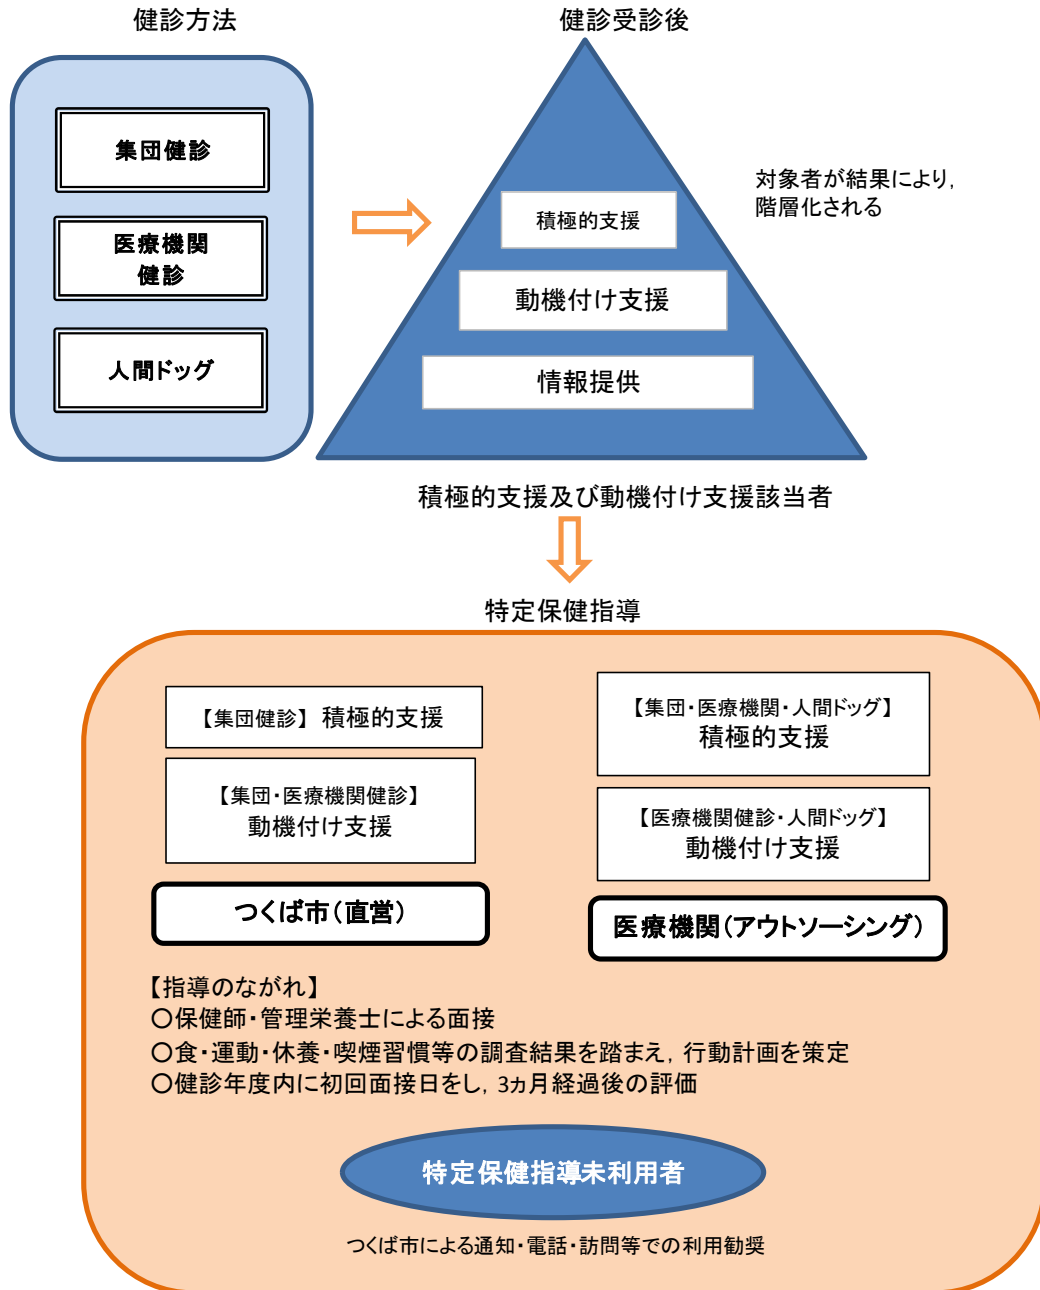 健診方法
健診受診後
集団健診
医療機関
健診
人間ドッグ
積極的支援
動機付け支援
情報提供
対象者が結果により，
階層化される
積極的支援及び動機付け支援該当者
特定保健指導
【集団健診】 積極的支援
【集団・医療機関健診】
動機付け支援
つくば市（直営）
【集団・医療機関・人間ドッグ】
積極的支援
【医療機関健診・人間ドッグ】
動機付け支援
医療機関（アウトソーシング）
【指導のながれ】
○保健師・管理栄養士による面接
○食・運動・休養・喫煙習慣等の調査結果を踏まえ，行動計画を策定
○健診年度内に初回面接日をし，3ヵ月経過後の評価
特定保健指導未利用者
つくば市による通知・電話・訪問等での利用勧奨